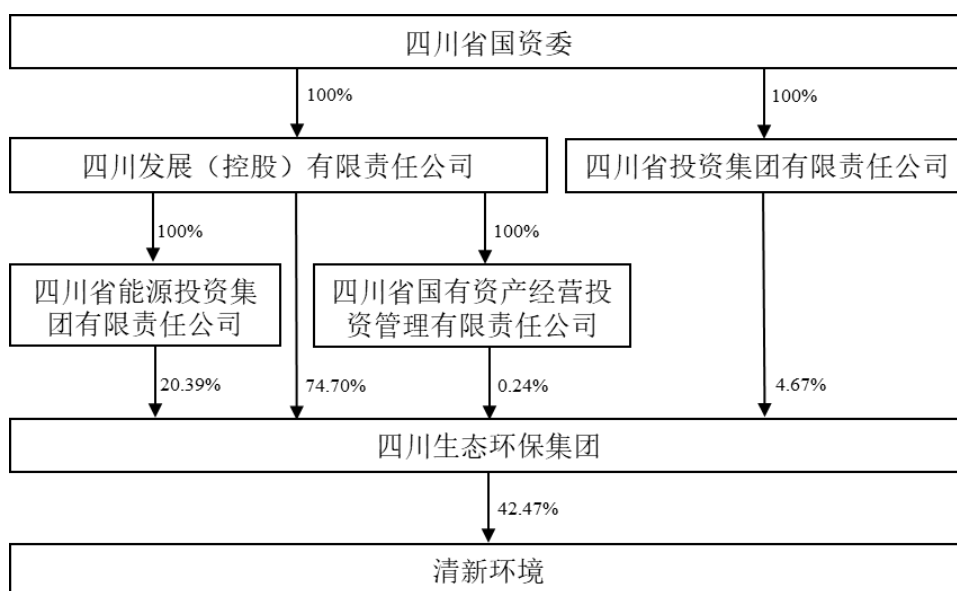 四川省国资委
100%
100%
四川发展（控股）有限责任公司
四川省投资集团有限责任公司
100%
100%
四川省能源投资集
团有限责任公司
四川省国有资产经营投
资管理有限责任公司
20.39%
74.70%
0.24%
4.67%
四川生态环保集团
42.47%
清新环境